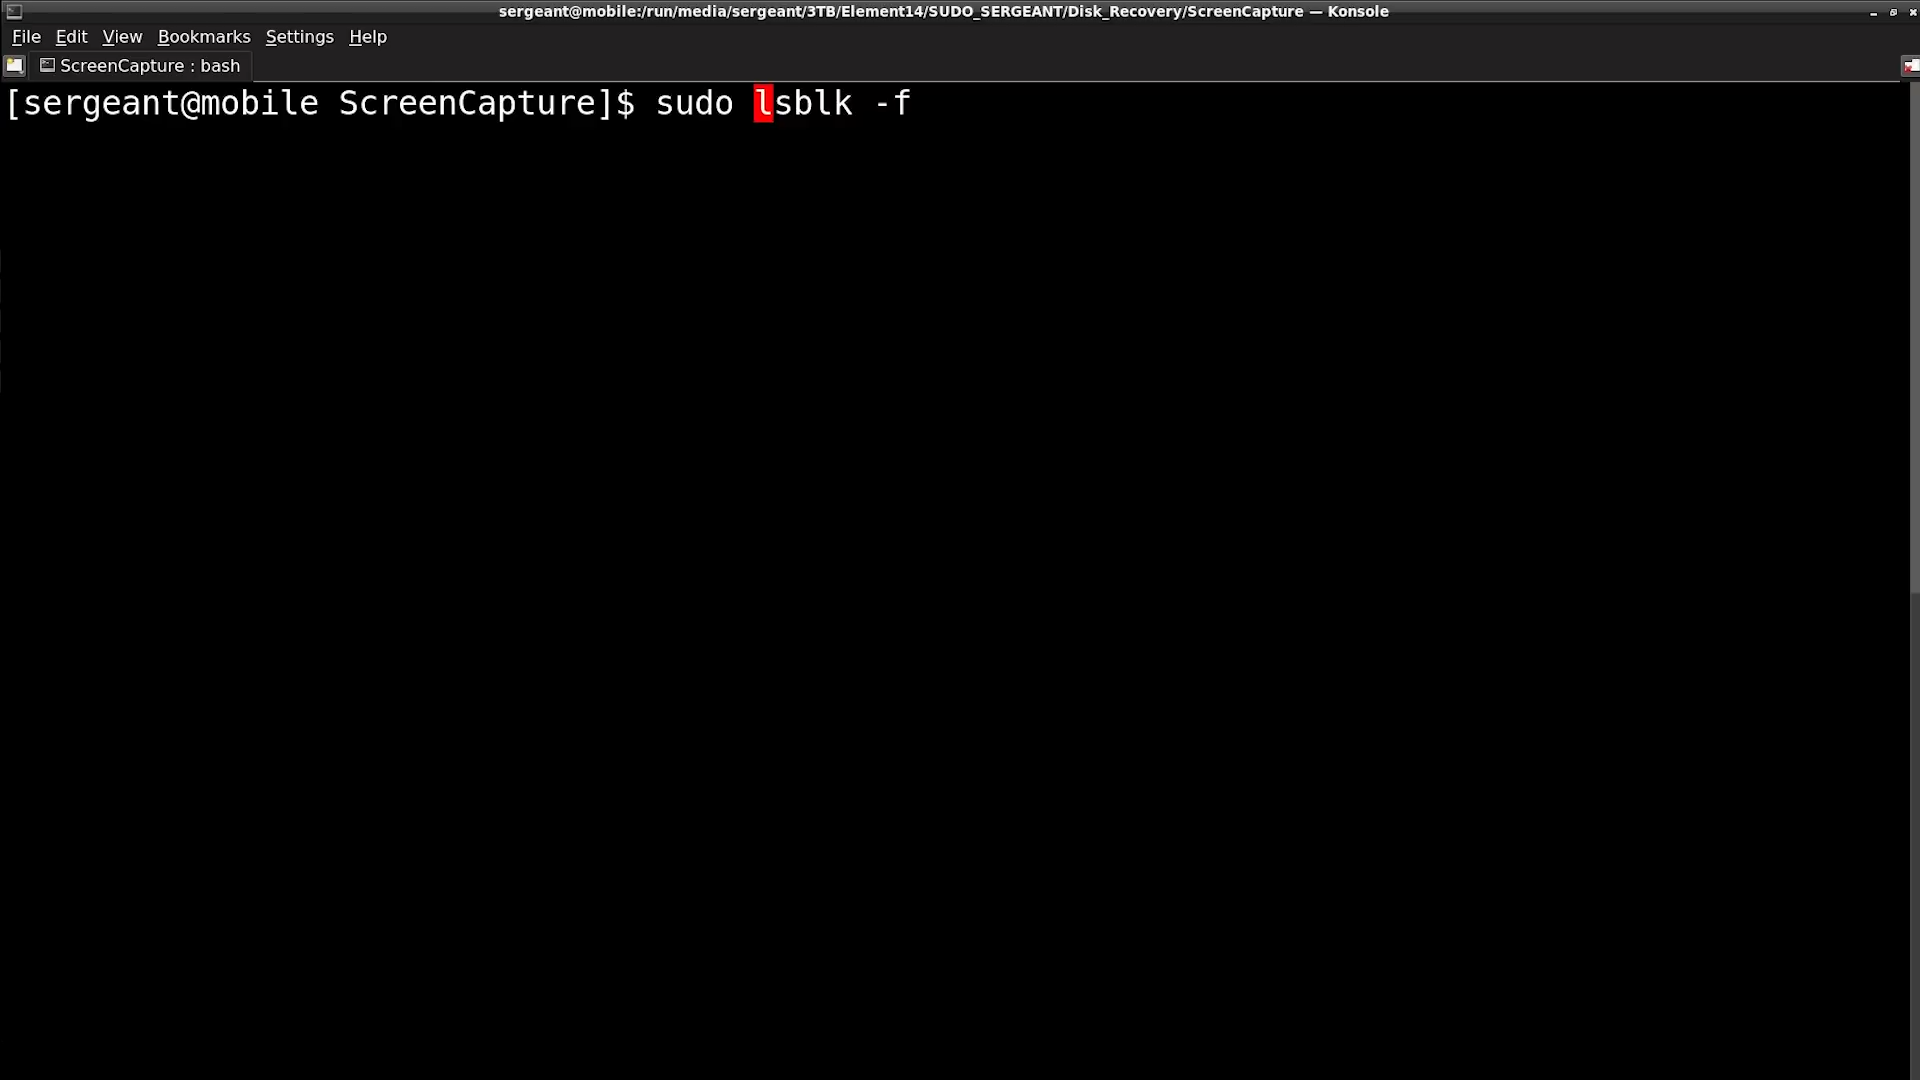 sergeant@mobile:/run/media/sergeant/3TB/Element14/SUDO_SERGEANT/Disk_Recovery/ScreenCapture — Konsole
File Edit View Bookmarks Settings Help
ScreenCapture : bash
[sergeant@mobile ScreenCapture]$ sudo lsblk -f